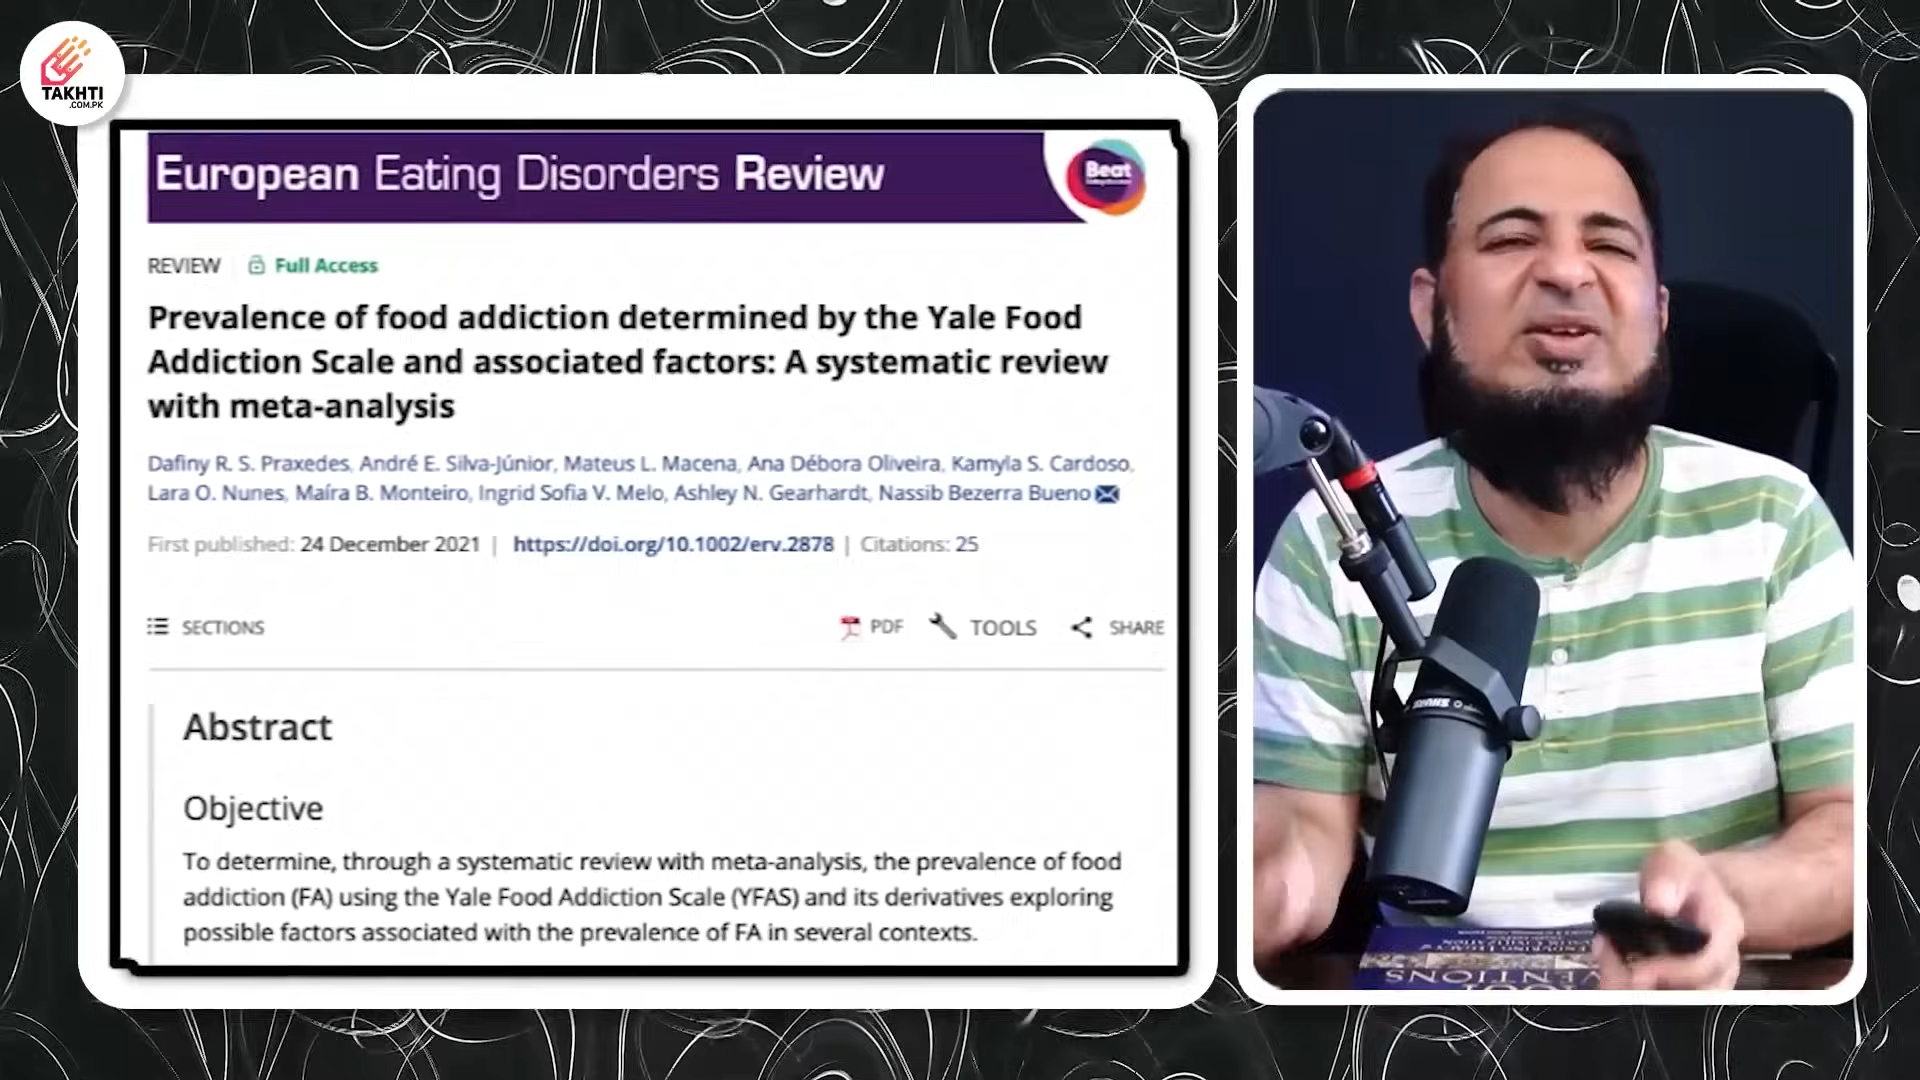 TAKHTI
.COM.PK
European Eating Disorders Review
Beat
REVIEW
Full Access
Prevalence of food addiction determined by the Yale Food
Addiction Scale and associated factors: A systematic review
with meta-analysis
Dafiny R. S. Praxedes, André E. Silva-Júnior, Mateus L. Macena, Ana Débora Oliveira, Kamyla S. Cardoso,
Lara O. Nunes, Maíra B. Monteiro, Ingrid Sofia V. Melo, Ashley N. Gearhardt, Nassib Bezerra Bueno
First published: 24 December 2021 | https://doi.org/10.1002/erv.2878 | Citations: 25
SECTIONS
PDF
TOOLS
SHARE
Abstract
Objective
To determine, through a systematic review with meta-analysis, the prevalence of food
addiction (FA) using the Yale Food Addiction Scale (YFAS) and its derivatives exploring
possible factors associated with the prevalence of FA in several contexts.
SHURE